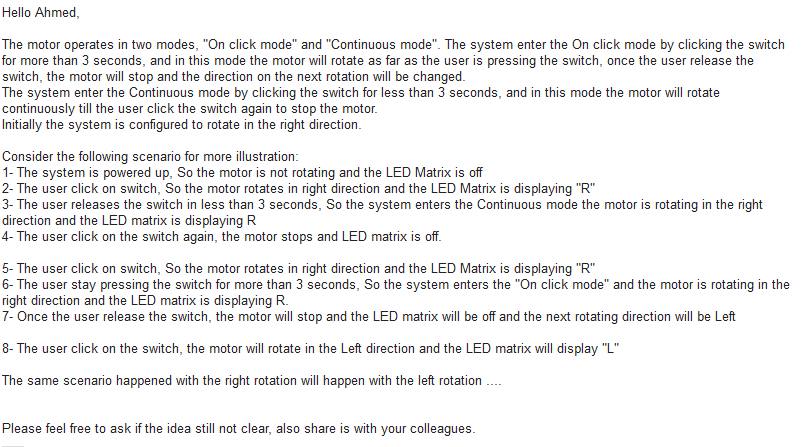 Hello Ahmed,
The motor operates in two modes, "On click mode" and "Continuous mode". The system enter the On click mode by clicking the switch
for more than 3 seconds, and in this mode the motor will rotate as far as the user is pressing the switch, once the user release the
switch, the motor will stop and the direction on the next rotation will be changed.
The system enter the Continuous mode by clicking the switch for less than 3 seconds, and in this mode the motor will rotate
continuously till the user click the switch again to stop the motor.
Initially the system is configured to rotate in the right direction.
Consider the following scenario for more illustration:
1- The system is powered up, So the motor is not rotating and the LED Matrix is off
2- The user click on switch, So the motor rotates in right direction and the LED Matrix is displaying "R"
3- The user releases the switch in less than 3 seconds, So the system enters the Continuous mode the motor is rotating in the right
direction and the LED matrix is displaying R
4- The user click on the switch again, the motor stops and LED matrix is off.
5- The user click on switch, So the motor rotates in right direction and the LED Matrix is displaying "R"
6- The user stay pressing the switch for more than 3 seconds, So the system enters the "On click mode" and the motor is rotating in the
right direction and the LED matrix is displaying R.
7- Once the user release the switch, the motor will stop and the LED matrix will be off and the next rotating direction will be Left
8- The user click on the switch, the motor will rotate in the Left direction and the LED matrix will display "L"
The same scenario happened with the right rotation will happen with the left rotation ....
Please feel free to ask if the idea still not clear, also share is with your colleagues.